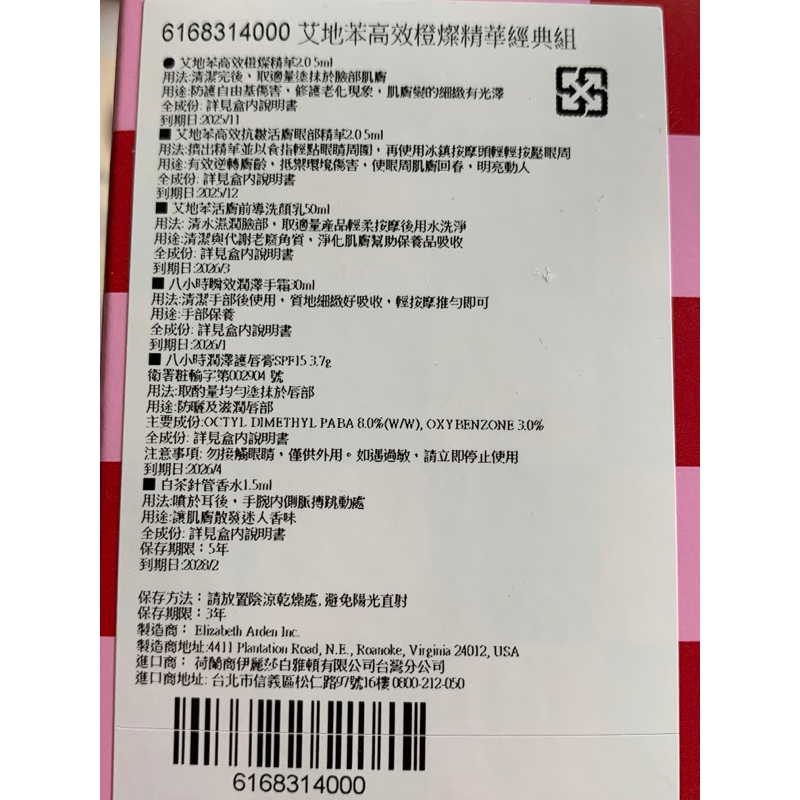 6168314000 艾地苯高效橙燦精華經典組
● 艾地苯高效橙燦精華2.0 5ml
用法:清潔完後，取適量塗抹於臉部肌膚
用途:防護自由基傷害，修護老化現象，肌膚變的細緻有光澤
全成份: 詳見盒內說明書
到期日:2025/11
■ 艾地苯高效抗皺活膚眼部精華2.0 5ml
用法:擠出精華並以食指輕點眼睛周圍，再使用冰鎮按摩頭輕輕按壓眼周
用途:有效逆轉膚齡，抵禦環境傷害，使眼周肌膚回春，明亮動人
全成份: 詳見盒內說明書
到期日:2025/12
■ 艾地苯活膚前導洗顏乳50ml
用法: 清水濕潤臉部，取適量產品輕柔按摩後用水洗淨
用途:清潔與代謝老廢角質，淨化肌膚幫助保養品吸收
全成份: 詳見盒內說明書
到期日:2026/3
■ 八小時瞬效潤澤手霜30ml
用法:清潔手部後使用，質地細緻好吸收，輕按摩推勻即可
用途:手部保養
全成份: 詳見盒內說明書
到期日:2026/1
■ 八小時潤澤護唇膏SPF15 3.7g
衛署粧輸字第002904 號
用法:取酌量均勻塗抹於唇部
用途:防曬及滋潤唇部
主要成份:OCTYL DIMETHYL PABA 8.0%(W/W), OXYBENZONE 3.0%
全成份: 詳見盒內說明書
注意事項: 勿接觸眼睛，僅供外用。如遇過敏，請立即停止使用
到期日:2026/4
■ 白茶針管香水1.5ml
用法:噴於耳後，手腕內側脈搏跳動處
用途:讓肌膚散發迷人香味
全成份: 詳見盒內說明書
保存期限：5年
到期日:2028/2
保存方法：請放置陰涼乾燥處, 避免陽光直射
保存期限：3年
製造商： Elizabeth Arden Inc.
製造商地址:4411 Plantation Road, N.E., Roanoke, Virginia 24012, USA
進口商： 荷蘭商伊麗莎白雅頓有限公司台灣分公司
進口商地址: 台北市信義區松仁路97號16樓 0800-212-050
6168314000